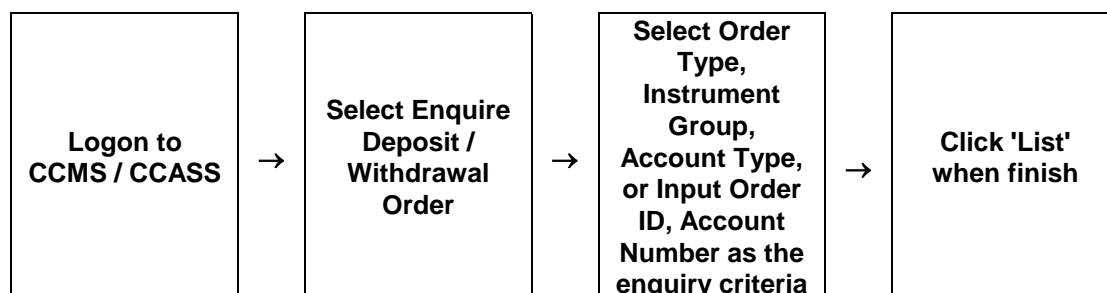 Logon to
CCMS / CCASS
→
Select Enquire
Deposit /
Withdrawal
Order
→
Select Order
Type,
Instrument
Group,
Account Type,
or Input Order
ID, Account
Number as the
enquiry criteria
→
Click 'List'
when finish